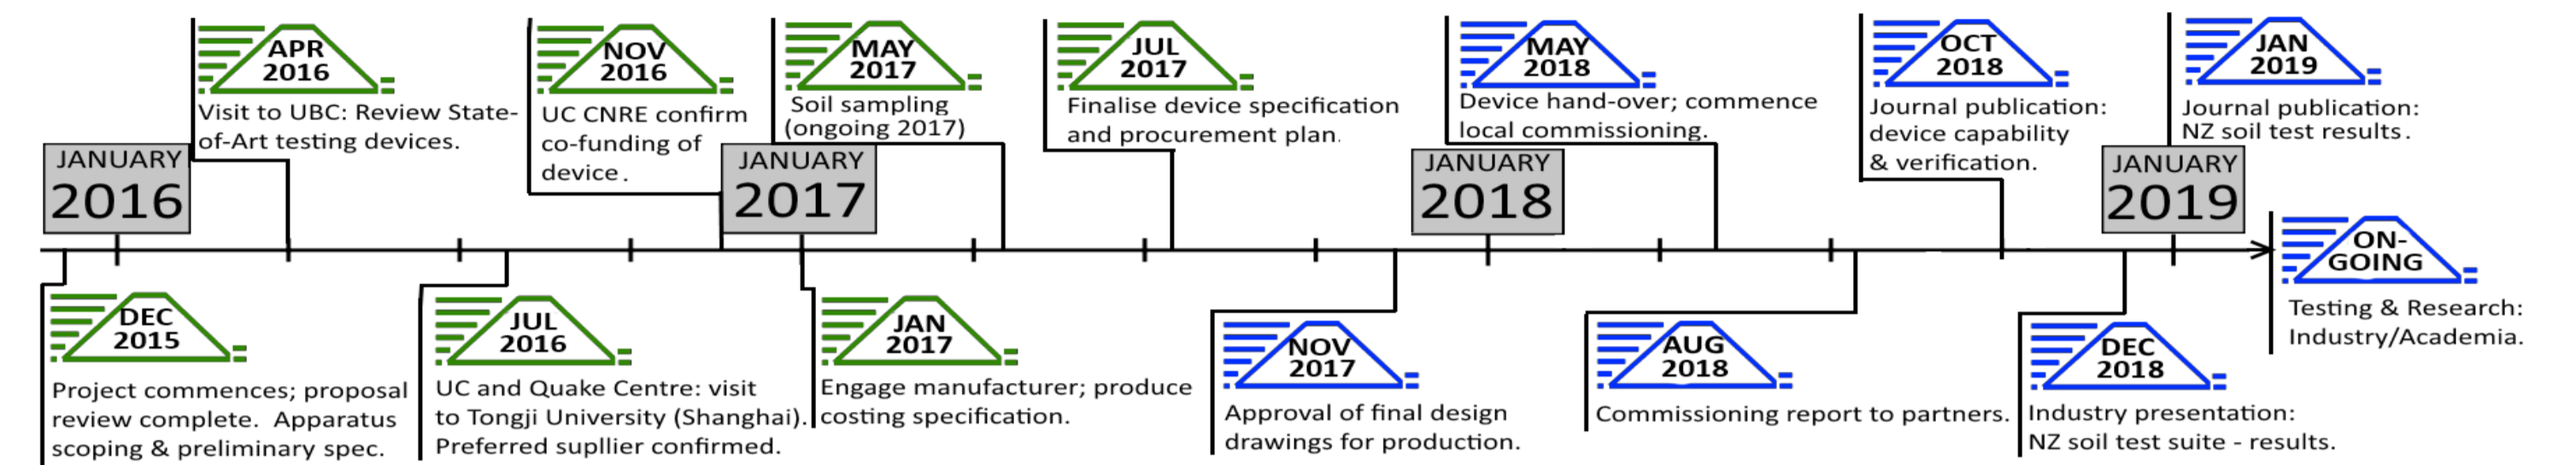 APR
2016
Visit to UBC: Review State-
of-Art testing devices.
NOV
2016
UC CNRE confirm
co-funding of
device.
MAY
2017
Soil sampling
(ongoing 2017)
JUL
2017
Finalise device specification
and procurement plan.
MAY
2018
Device hand-over; commence
local commissioning.
OCT
2018
Journal publication:
device capability
& verification.
JAN
2019
Journal publication:
NZ soil test results.
JANUARY
2016
JANUARY
2017
JANUARY
2018
JANUARY
2019
DEC
2015
Project commences; proposal
review complete. Apparatus
scoping & preliminary spec.
JUL
2016
UC and Quake Centre: visit
to Tongji University (Shanghai).
Preferred supllier confirmed.
JAN
2017
Engage manufacturer; produce
costing specification.
NOV
2017
Approval of final design
drawings for production.
AUG
2018
Commissioning report to partners.
DEC
2018
Industry presentation:
NZ soil test suite - results.
ON-
GOING
Testing & Research:
Industry/Academia.